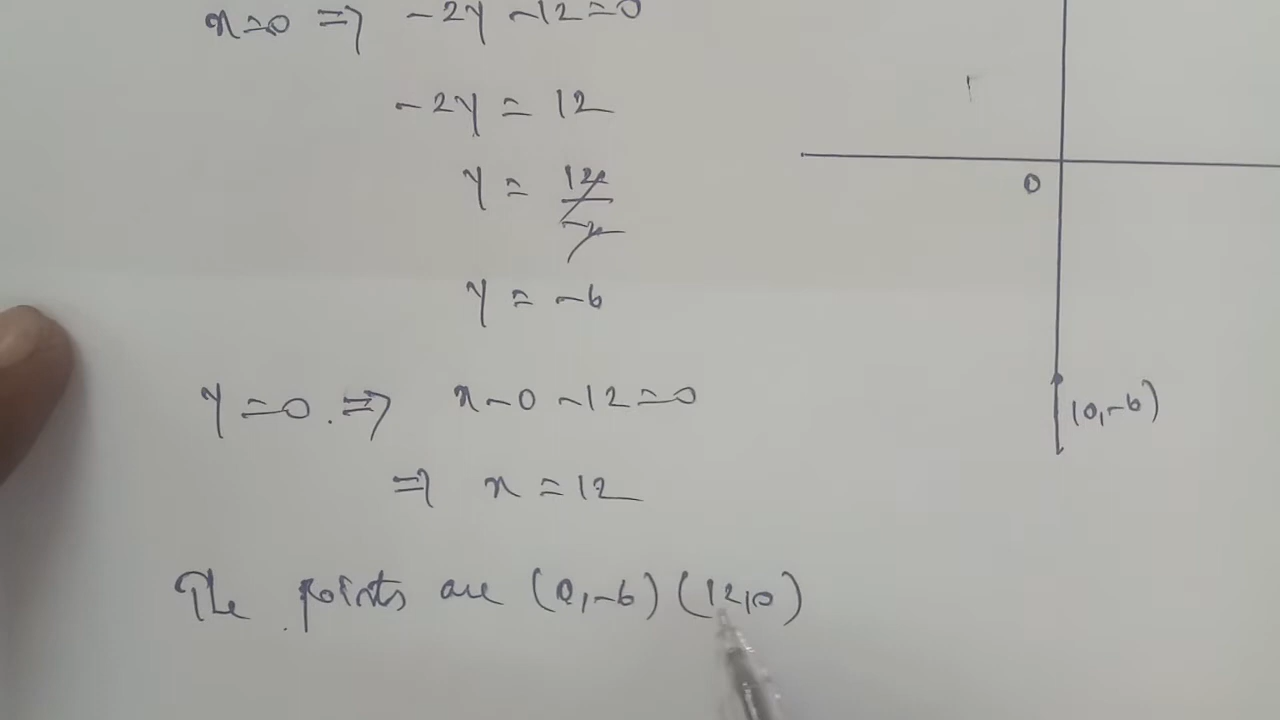 x=0 ⇒ -2y -12=0
-2y = 12
y = 12/-2
y = -6
y=0 . ⇒ x-0-12=0
⇒ x=12
The points are (0,-6) (12,0)
0
(0,-6)